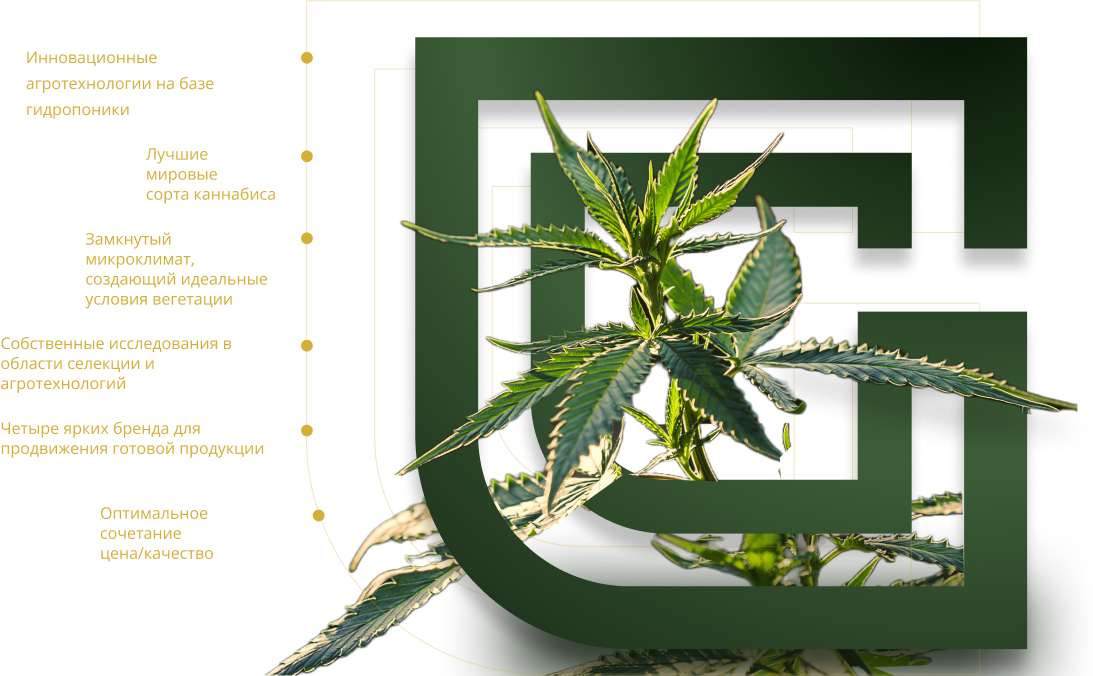 Инновационные
агротехнологии на базе
гидропоники
Лучшие
мировые
сорта каннабиса
Замкнутый
микроклимат,
создающий идеальные
условия вегетации
Собственные исследования в
области селекции и
агротехнологий
Четыре ярких бренда для
продвижения готовой продукции
Оптимальное
сочетание
цена/качество